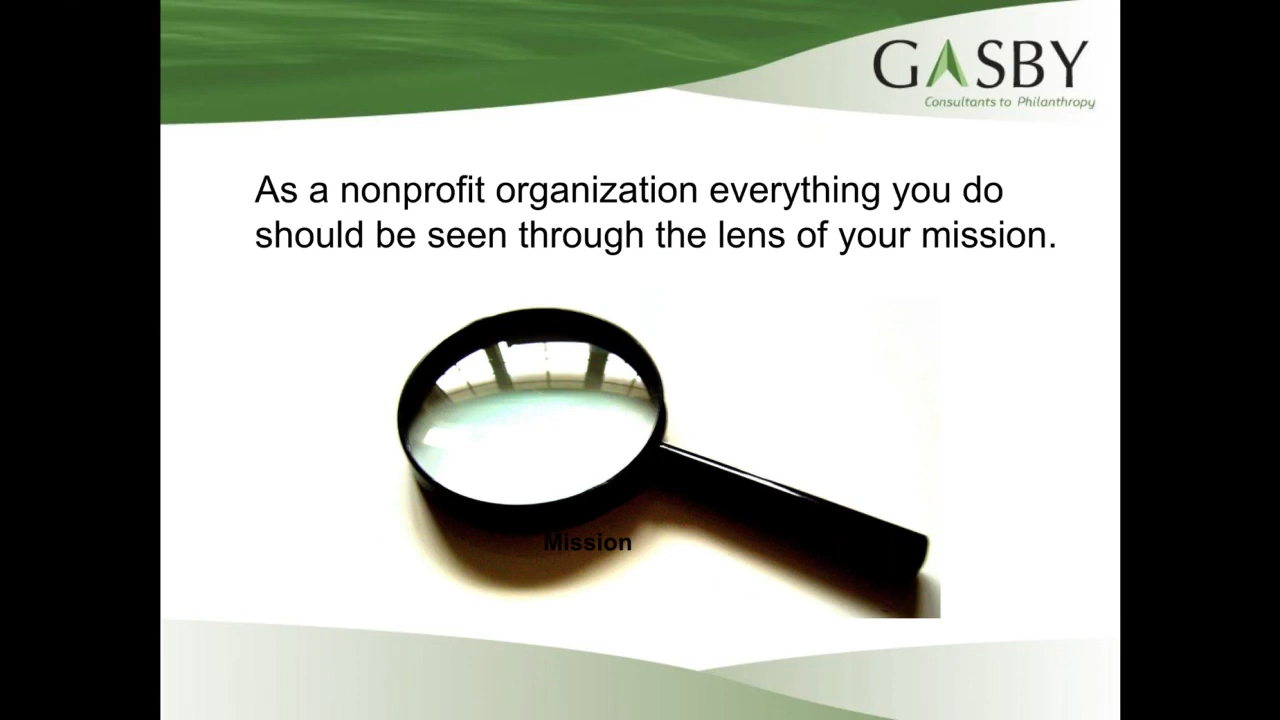 GASBY
Consultants to Philanthropy
As a nonprofit organization everything you do
should be seen through the lens of your mission.
Mission